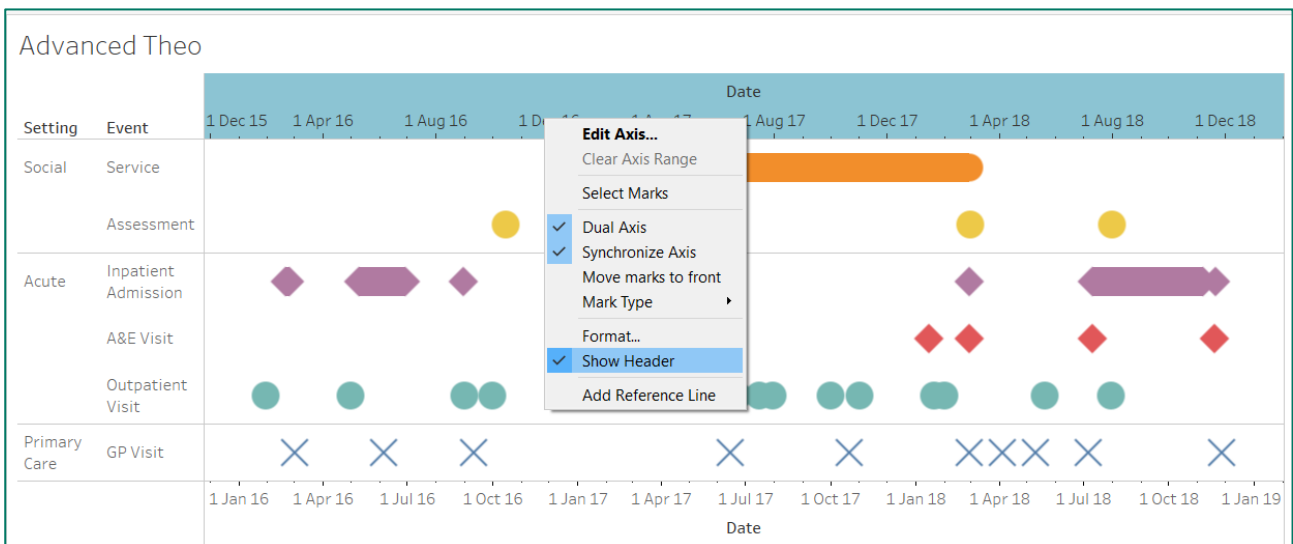 Advanced Theo
Date
Setting Event 1 Dec 15 1 Apr 16 1 Aug 16 1 Aug 17 1 Dec 17 1 Apr 18 1 Aug 18 1 Dec 18
Edit Axis...
Clear Axis Range
Select Marks
Dual Axis
Synchronize Axis
Move marks to front
Mark Type
Format...
Show Header
Add Reference Line
Social Service
Assessment
Acute Inpatient
Admission
A&E Visit
Outpatient
Visit
Primary
Care GP Visit
1 Jan 16 1 Apr 16 1 Jul 16 1 Oct 16 1 Jan 17 1 Apr 17 1 Jul 17 1 Oct 17 1 Jan 18 1 Apr 18 1 Jul 18 1 Oct 18 1 Jan 19
Date